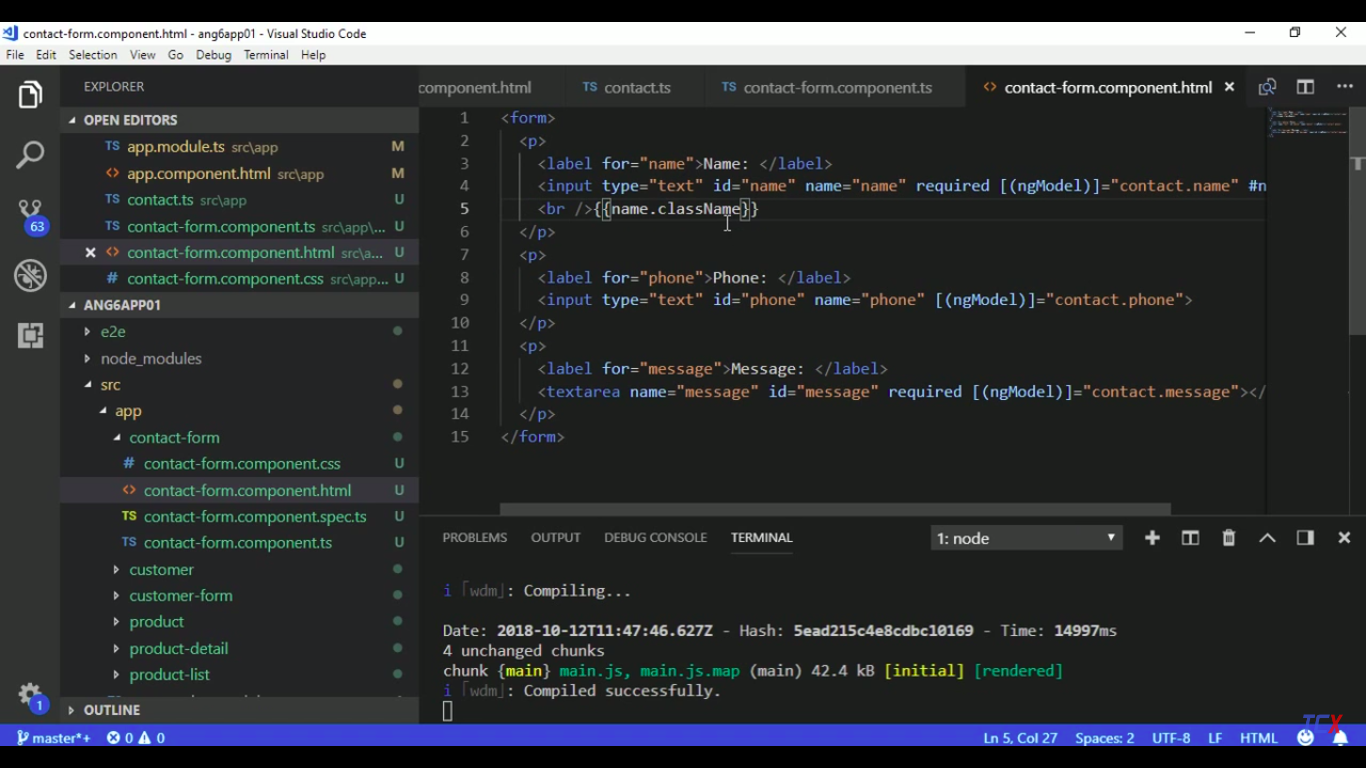 contact-form.component.html - ang6app01 - Visual Studio Code
File Edit Selection View Go Debug Terminal Help
EXPLORER
OPEN EDITORS
TS app.module.ts src\app M
<> app.component.html src\app M
TS contact.ts src\app U
TS contact-form.component.ts src\app\... U
<> contact-form.component.html src\a... U
# contact-form.component.css src\app... U
ANG6APP01
e2e
node_modules
src
app
contact-form
# contact-form.component.css U
<> contact-form.component.html U
TS contact-form.component.spec.ts U
TS contact-form.component.ts U
customer
customer-form
product
product-detail
product-list
OUTLINE
63
1
component.html TS contact.ts TS contact-form.component.ts <> contact-form.component.html
1 <form>
2 <p>
3 <label for="name">Name: </label>
4 <input type="text" id="name" name="name" required [(ngModel)]="contact.name" #n
5 <br />{{name.className}}
6 </p>
7 <p>
8 <label for="phone">Phone: </label>
9 <input type="text" id="phone" name="phone" [(ngModel)]="contact.phone">
10 </p>
11 <p>
12 <label for="message">Message: </label>
13 <textarea name="message" id="message" required [(ngModel)]="contact.message"></
14 </p>
15 </form>
PROBLEMS OUTPUT DEBUG CONSOLE TERMINAL 1: node
i ｢wdm｣: Compiling...
Date: 2018-10-12T11:47:46.627Z - Hash: 5ead215c4e8cdbc10169 - Time: 14997ms
4 unchanged chunks
chunk {main} main.js, main.js.map (main) 42.4 kB [initial] [rendered]
i ｢wdm｣: Compiled successfully.
TCX
master*+ 0 0 Ln 5, Col 27 Spaces: 2 UTF-8 LF HTML